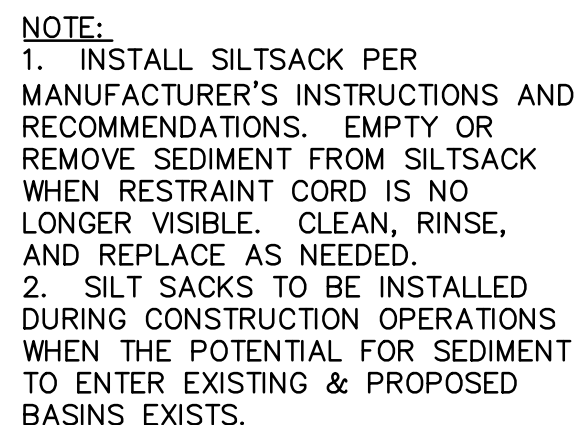 NOTE:
1. INSTALL SILTSACK PER
MANUFACTURER'S INSTRUCTIONS AND
RECOMMENDATIONS. EMPTY OR
REMOVE SEDIMENT FROM SILTSACK
WHEN RESTRAINT CORD IS NO
LONGER VISIBLE. CLEAN, RINSE,
AND REPLACE AS NEEDED.
2. SILT SACKS TO BE INSTALLED
DURING CONSTRUCTION OPERATIONS
WHEN THE POTENTIAL FOR SEDIMENT
TO ENTER EXISTING & PROPOSED
BASINS EXISTS.